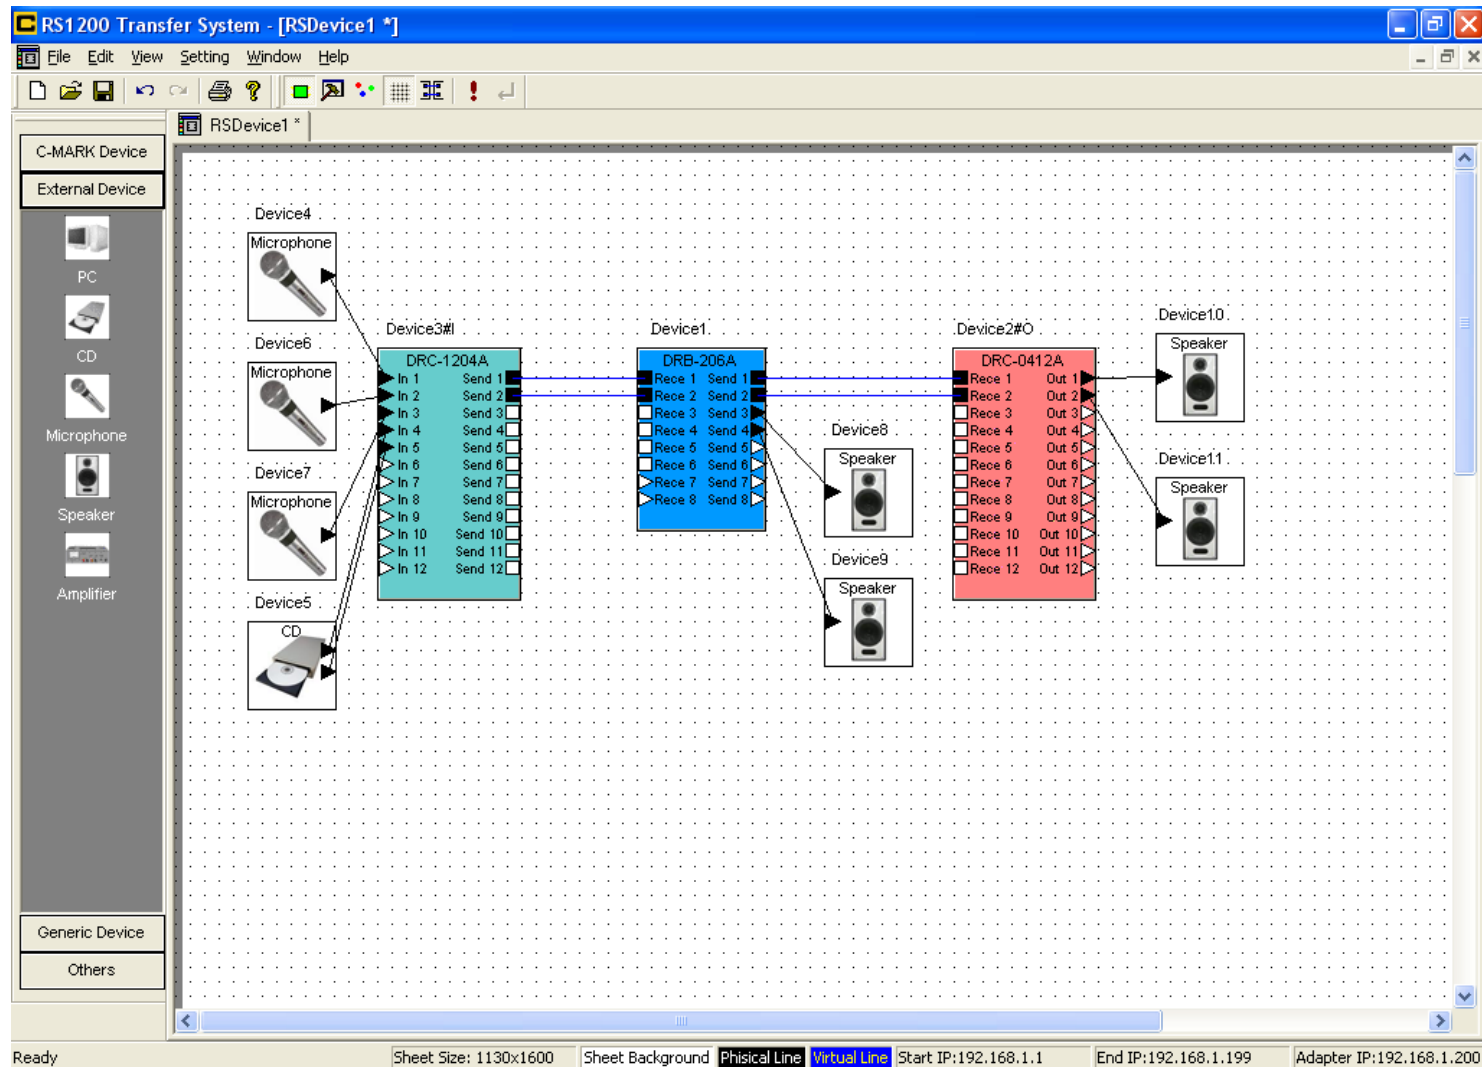 RS1200 Transfer System - [RSDevice1 *]
File Edit View Setting Window Help
RSDevice1 *
C-MARK Device
External Device
PC
CD
Microphone
Speaker
Amplifier
Generic Device
Others
Device4
Microphone
Device6
Microphone
Device7
Microphone
Device5
CD
Device3#I
DRC-1204A
In 1 Send 1
In 2 Send 2
In 3 Send 3
In 4 Send 4
In 5 Send 5
In 6 Send 6
In 7 Send 7
In 8 Send 8
In 9 Send 9
In 10 Send 10
In 11 Send 11
In 12 Send 12
Device1
DRB-206A
Rece 1 Send 1
Rece 2 Send 2
Rece 3 Send 3
Rece 4 Send 4
Rece 5 Send 5
Rece 6 Send 6
Rece 7 Send 7
Rece 8 Send 8
Device8
Speaker
Device9
Speaker
Device2#O
DRC-0412A
Rece 1 Out 1
Rece 2 Out 2
Rece 3 Out 3
Rece 4 Out 4
Rece 5 Out 5
Rece 6 Out 6
Rece 7 Out 7
Rece 8 Out 8
Rece 9 Out 9
Rece 10 Out 10
Rece 11 Out 11
Rece 12 Out 12
Device10
Speaker
Device11
Speaker
Ready Sheet Size: 1130x1600 Sheet Background Phisical Line Virtual Line Start IP:192.168.1.1 End IP:192.168.1.199 Adapter IP:192.168.1.200